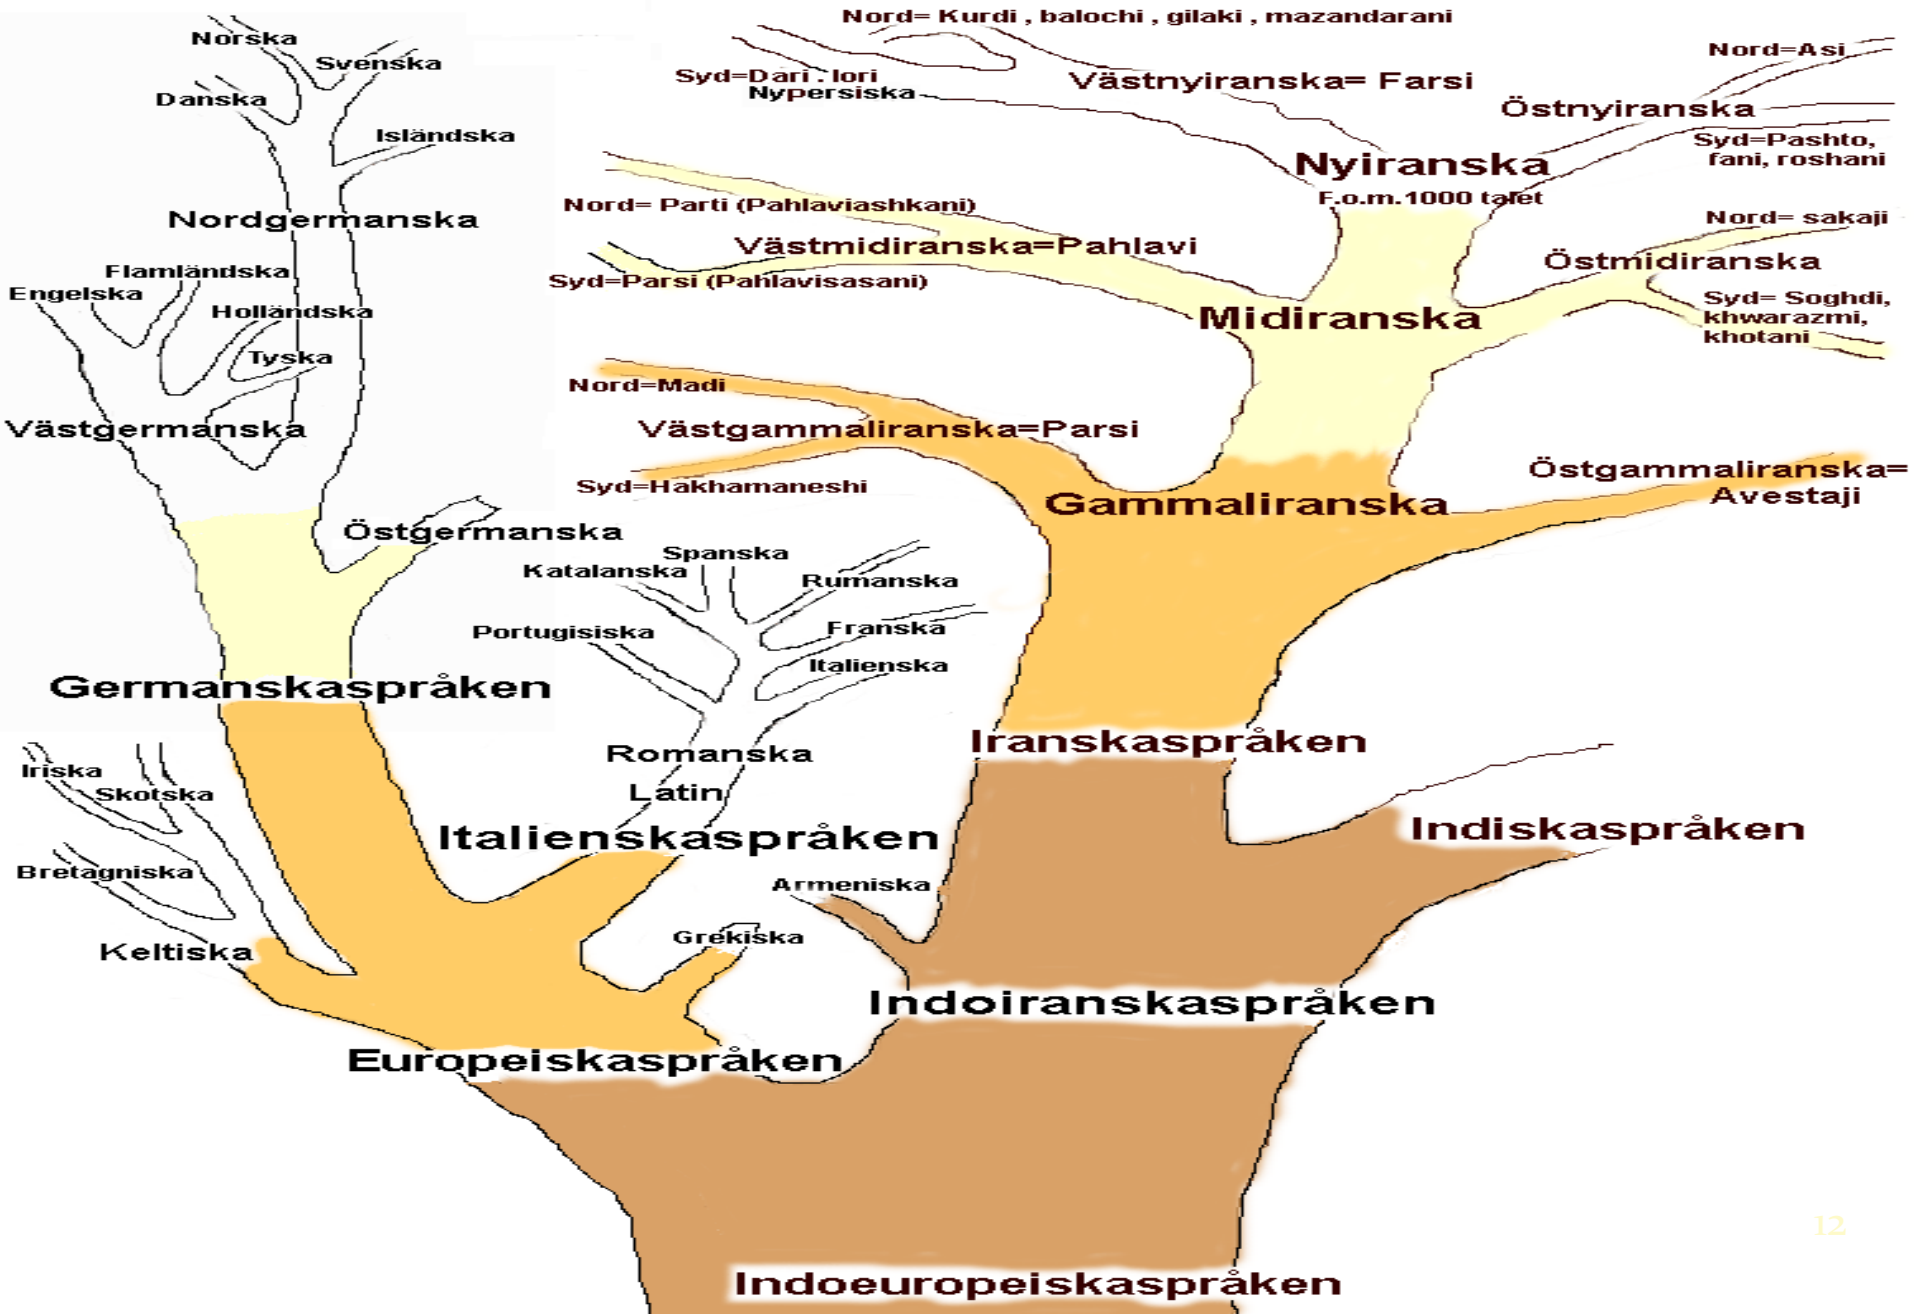 Nord= Kurdi , balochi , gilaki , mazandarani
Norska
Svenska
Nord=Asi
Syd=Dari . lori
Västnyiranska= Farsi
Nypersiska
Danska
Östnyiranska
Isländska
Syd=Pashto,
fani, roshani
Nyiranska
F.o.m.1000 talet
Nord= Parti (Pahlaviashkani)
Nordgermanska
Nord= sakaji
Västmidiranska=Pahlavi
Östmidiranska
Flamländska
Syd=Parsi (Pahlavisasani)
Engelska
Syd= Soghdi,
khwarazmi,
khotani
Holländska
Midiranska
Tyska
Nord=Madi
Västgermanska
Västgammaliranska=Parsi
Östgammaliranska=
Avestaji
Syd=Hakhamaneshi
Gammaliranska
Östgermanska
Spanska
Katalanska
Rumanska
Portugisiska
Franska
Italienska
Germanskaspråken
Iranskaspråken
Romanska
Iriska
Skotska
Latin
Italienskaspråken
Indiskaspråken
Bretagniska
Armeniska
Grekiska
Keltiska
Indoiranskaspråken
Europeiskaspråken
12
Indoeuropeiskaspråken